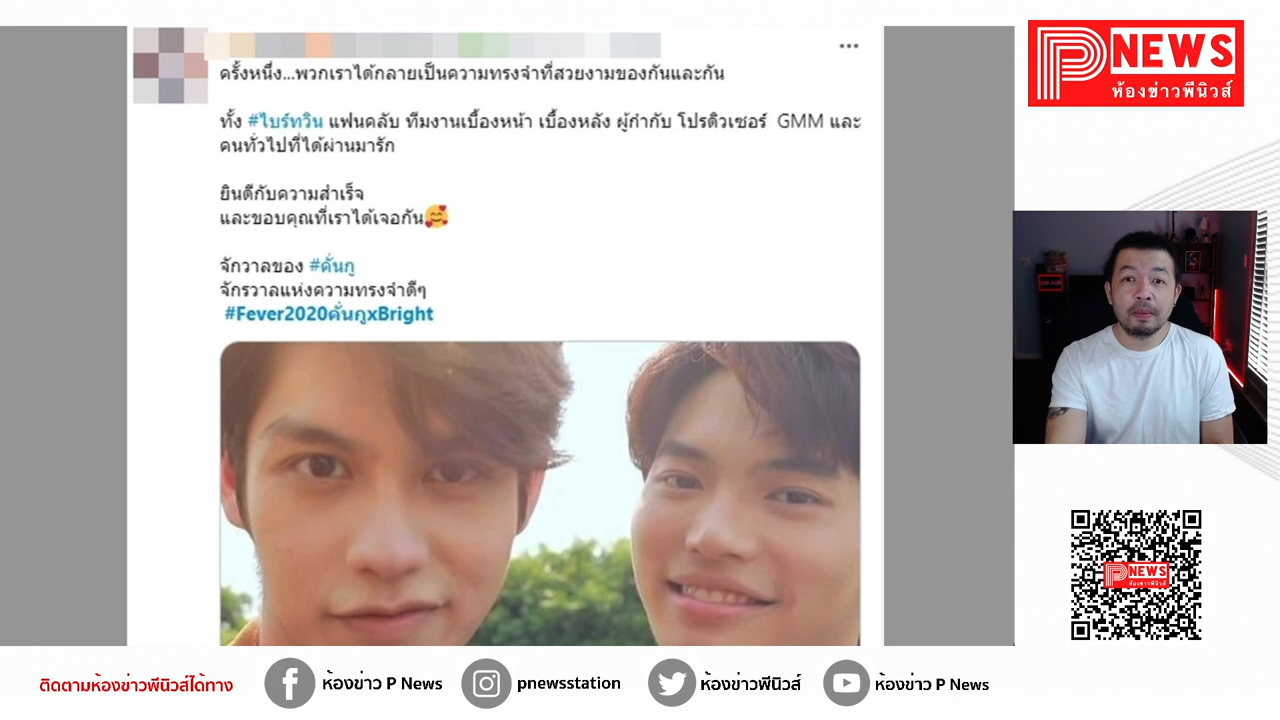 ครั้งหนึ่ง...พวกเราได้กลายเป็นความทรงจำที่สวยงามของกันและกัน
ทั้ง #ไบร์ทวิน แฟนคลับ ทีมงานเบื้องหน้า เบื้องหลัง ผู้กำกับ โปรดิวเซอร์ GMM และ
คนทั่วไปที่ได้ผ่านมารัก
ยินดีกับความสำเร็จ
และขอบคุณที่เราได้เจอกัน🥰
จักวาลของ #คั่นกู
จักรวาลแห่งความทรงจำดีๆ
#Fever2020คั่นกูxBright
P NEWS
ห้องข่าวพีนิวส์
ON AIR
P NEWS
ห้องข่าวพีนิวส์
ติดตามห้องข่าวพีนิวส์ได้ทาง
ห้องข่าว P News
pnewsstation
ห้องข่าวพีนิวส์
ห้องข่าว P News